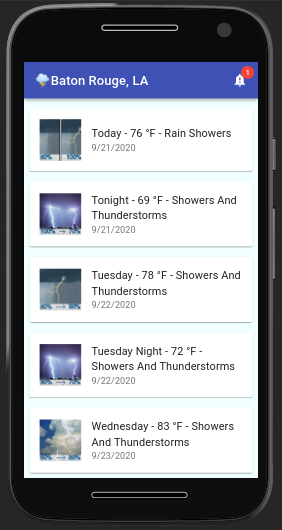 Baton Rouge, LA
1
Today - 76 °F - Rain Showers
9/21/2020
80%
100%
Tonight - 69 °F - Showers And
Thunderstorms
9/21/2020
Tuesday - 78 °F - Showers And
Thunderstorms
9/22/2020
Tuesday Night - 72 °F -
Showers And Thunderstorms
9/22/2020
Wednesday - 83 °F - Showers
And Thunderstorms
9/23/2020